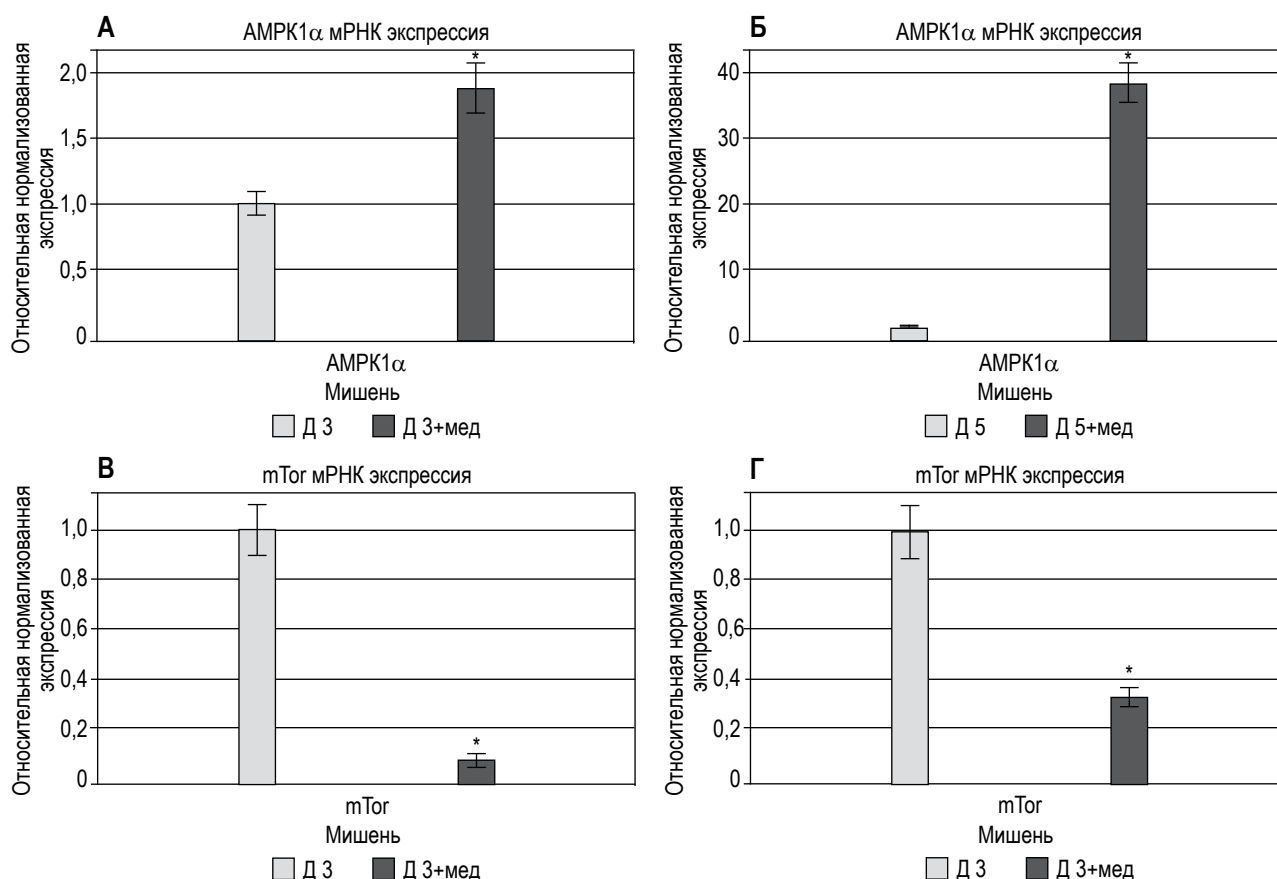 А
АМРК1α мРНК экспрессия
Относительная нормализованная
экспрессия
2,0
1,5
1,0
0,5
0
*
АМРК1α
Мишень
Д 3 Д 3+мед
Б
АМРК1α мРНК экспрессия
Относительная нормализованная
экспрессия
40
30
20
10
0
*
АМРК1α
Мишень
Д 5 Д 5+мед
В
mTor мРНК экспрессия
Относительная нормализованная
экспрессия
1,0
0,8
0,6
0,4
0,2
0
*
mTor
Мишень
Д 3 Д 3+мед
Г
mTor мРНК экспрессия
Относительная нормализованная
экспрессия
1,0
0,8
0,6
0,4
0,2
0
*
mTor
Мишень
Д 3 Д 3+мед